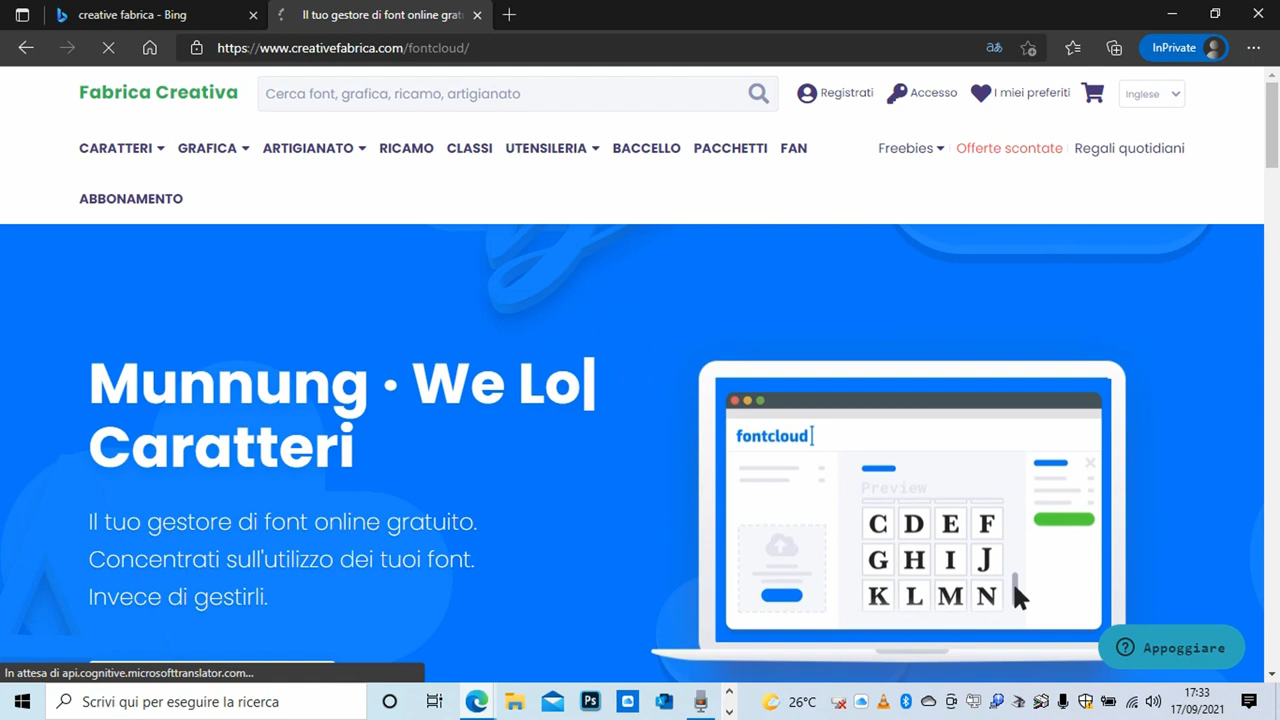 creative fabrica - Bing
Il tuo gestore di font online grat
https://www.creativefabrica.com/fontcloud/
InPrivate
Fabrica Creativa
Cerca font, grafica, ricamo, artigianato
Registrati
Accesso
I miei preferiti
Inglese
CARATTERI GRAFICA ARTIGIANATO RICAMO CLASSI UTENSILERIA BACCELLO PACCHETTI FAN
Freebies Offerte scontate Regali quotidiani
ABBONAMENTO
Munnung · We Lo|
Caratteri
Il tuo gestore di font online gratuito.
Concentrati sull'utilizzo dei tuoi font.
Invece di gestirli.
fontcloud
Preview
C D E F
G H I J
K L M N
Appoggiare
In attesa di api.cognitive.microsofttranslator.com...
Scrivi qui per eseguire la ricerca
Ps
26°C
17:33
17/09/2021